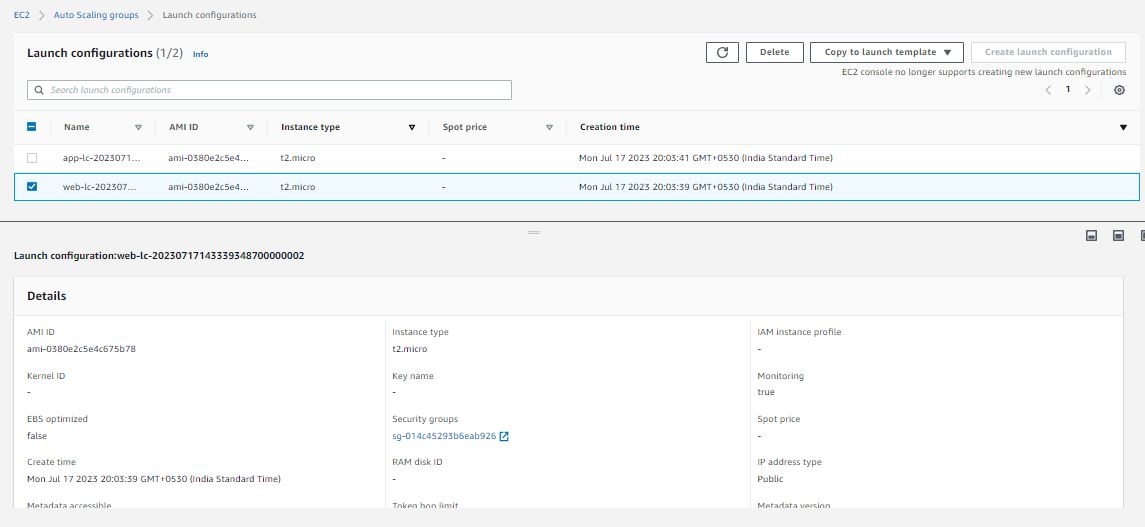 EC2 > Auto Scaling groups > Launch configurations
Launch configurations (1/2) Info
Delete
Copy to launch template
Create launch configuration
EC2 console no longer supports creating new launch configurations
Search launch configurations
1
Name AMI ID Instance type Spot price Creation time
app-lc-2023071... ami-0380e2c5e4... t2.micro - Mon Jul 17 2023 20:03:41 GMT+0530 (India Standard Time)
web-lc-202307... ami-0380e2c5e4... t2.micro - Mon Jul 17 2023 20:03:39 GMT+0530 (India Standard Time)
Launch configuration:web-lc-20230717143339348700000002
Details
AMI ID Instance type IAM instance profile
ami-0380e2c5e4c675b78 t2.micro -
Kernel ID Key name Monitoring
- - true
EBS optimized Security groups Spot price
false sg-014c45293b6eab926 -
Create time RAM disk ID IP address type
Mon Jul 17 2023 20:03:39 GMT+0530 (India Standard Time) - Public
Metadata accessible Token hop limit Metadata version